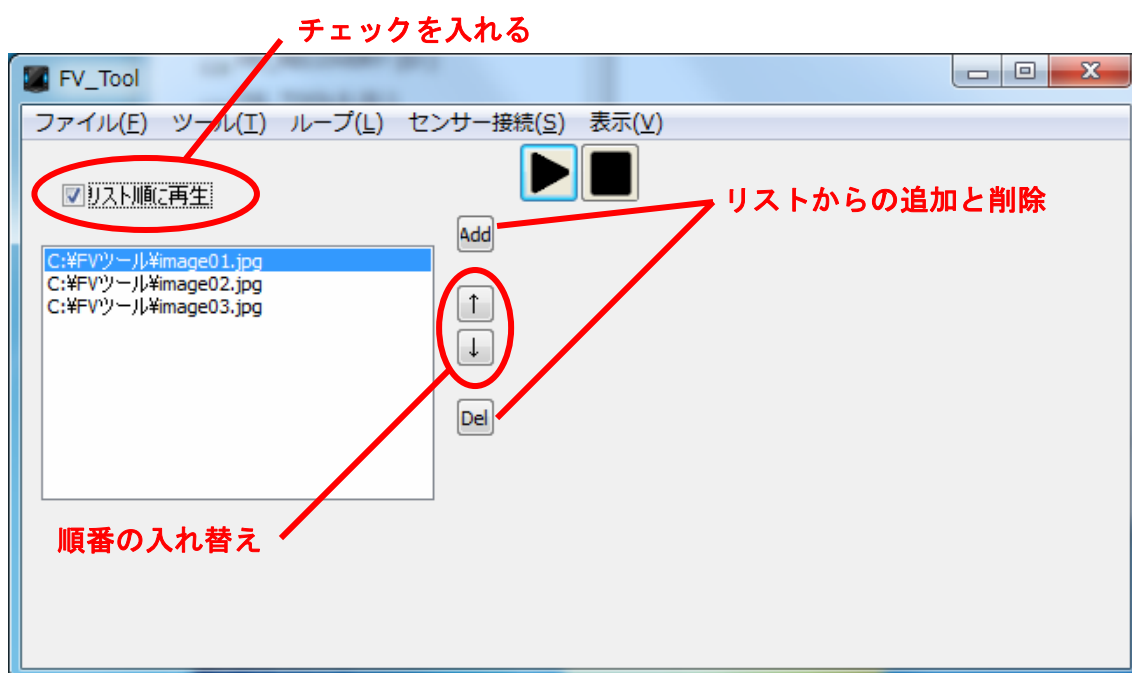 チェックを入れる
FV_Tool
ファイル(F) ツール(T) ループ(L) センサー接続(S) 表示(V)
リスト順に再生
リストからの追加と削除
Add
C:¥FVツール¥image01.jpg
C:¥FVツール¥image02.jpg
C:¥FVツール¥image03.jpg
↑
↓
Del
順番の入れ替え